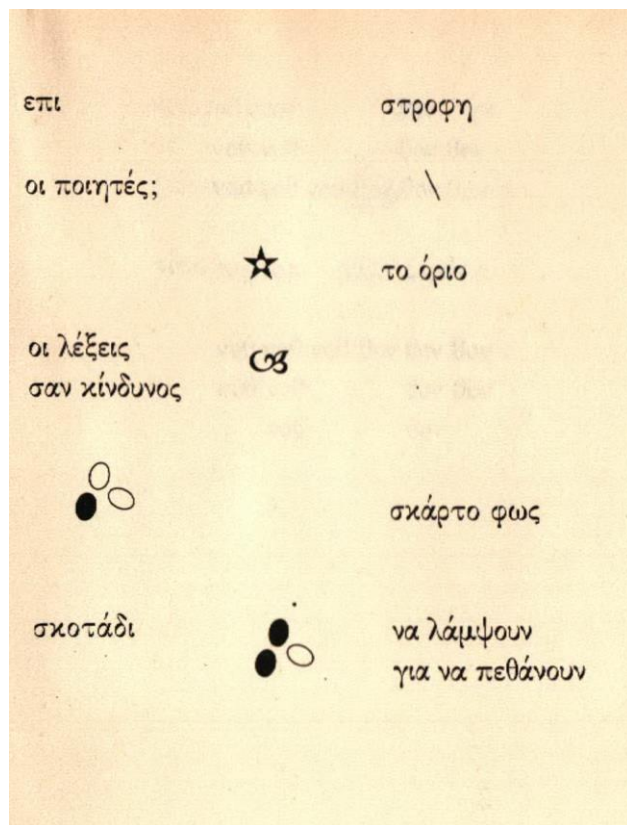 επι στροφη
οι ποιητές; \
το όριο
οι λέξεις
σαν κίνδυνος
σκάρτο φως
σκοτάδι να λάμψουν
για να πεθάνουν